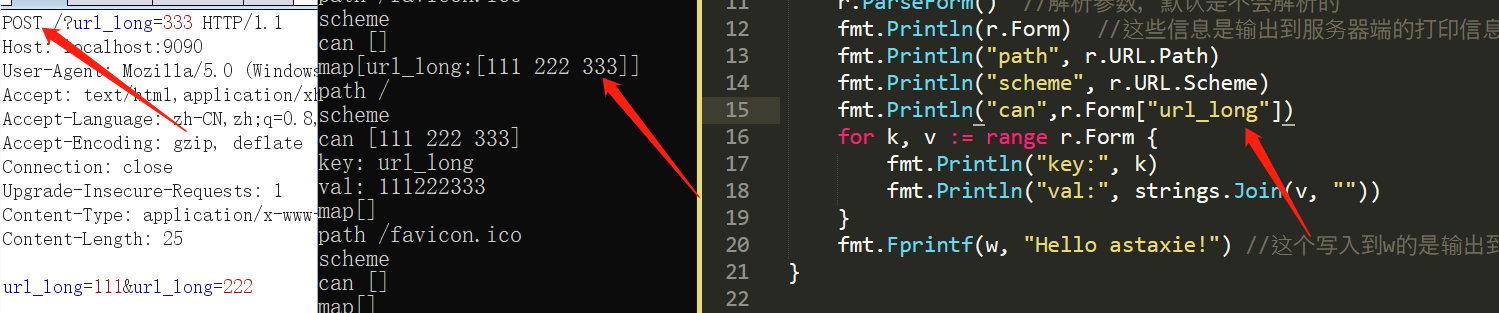 POST /?url_long=333 HTTP/1.1
Host: localhost:9090
User-Agent: Mozilla/5.0 (Windows
Accept: text/html,application/xh
Accept-Language: zh-CN,zh;q=0.8,
Accept-Encoding: gzip, deflate
Connection: close
Upgrade-Insecure-Requests: 1
Content-Type: application/x-www-
Content-Length: 25
url_long=111&url_long=222
path /favicon.ico
scheme
can []
map[url_long:[111 222 333]]
path /
scheme
can [111 222 333]
key: url_long
val: 111222333
map[]
path /favicon.ico
scheme
can []
map[]
11 r.ParseForm() //解析参数, 默认是不会解析的
12 fmt.Println(r.Form) //这些信息是输出到服务器端的打印信息
13 fmt.Println("path", r.URL.Path)
14 fmt.Println("scheme", r.URL.Scheme)
15 fmt.Println("can",r.Form["url_long"])
16 for k, v := range r.Form {
17 fmt.Println("key:", k)
18 fmt.Println("val:", strings.Join(v, ""))
19 }
20 fmt.Fprintf(w, "Hello astaxie!") //这个写入到w的是输出到
21 }
22